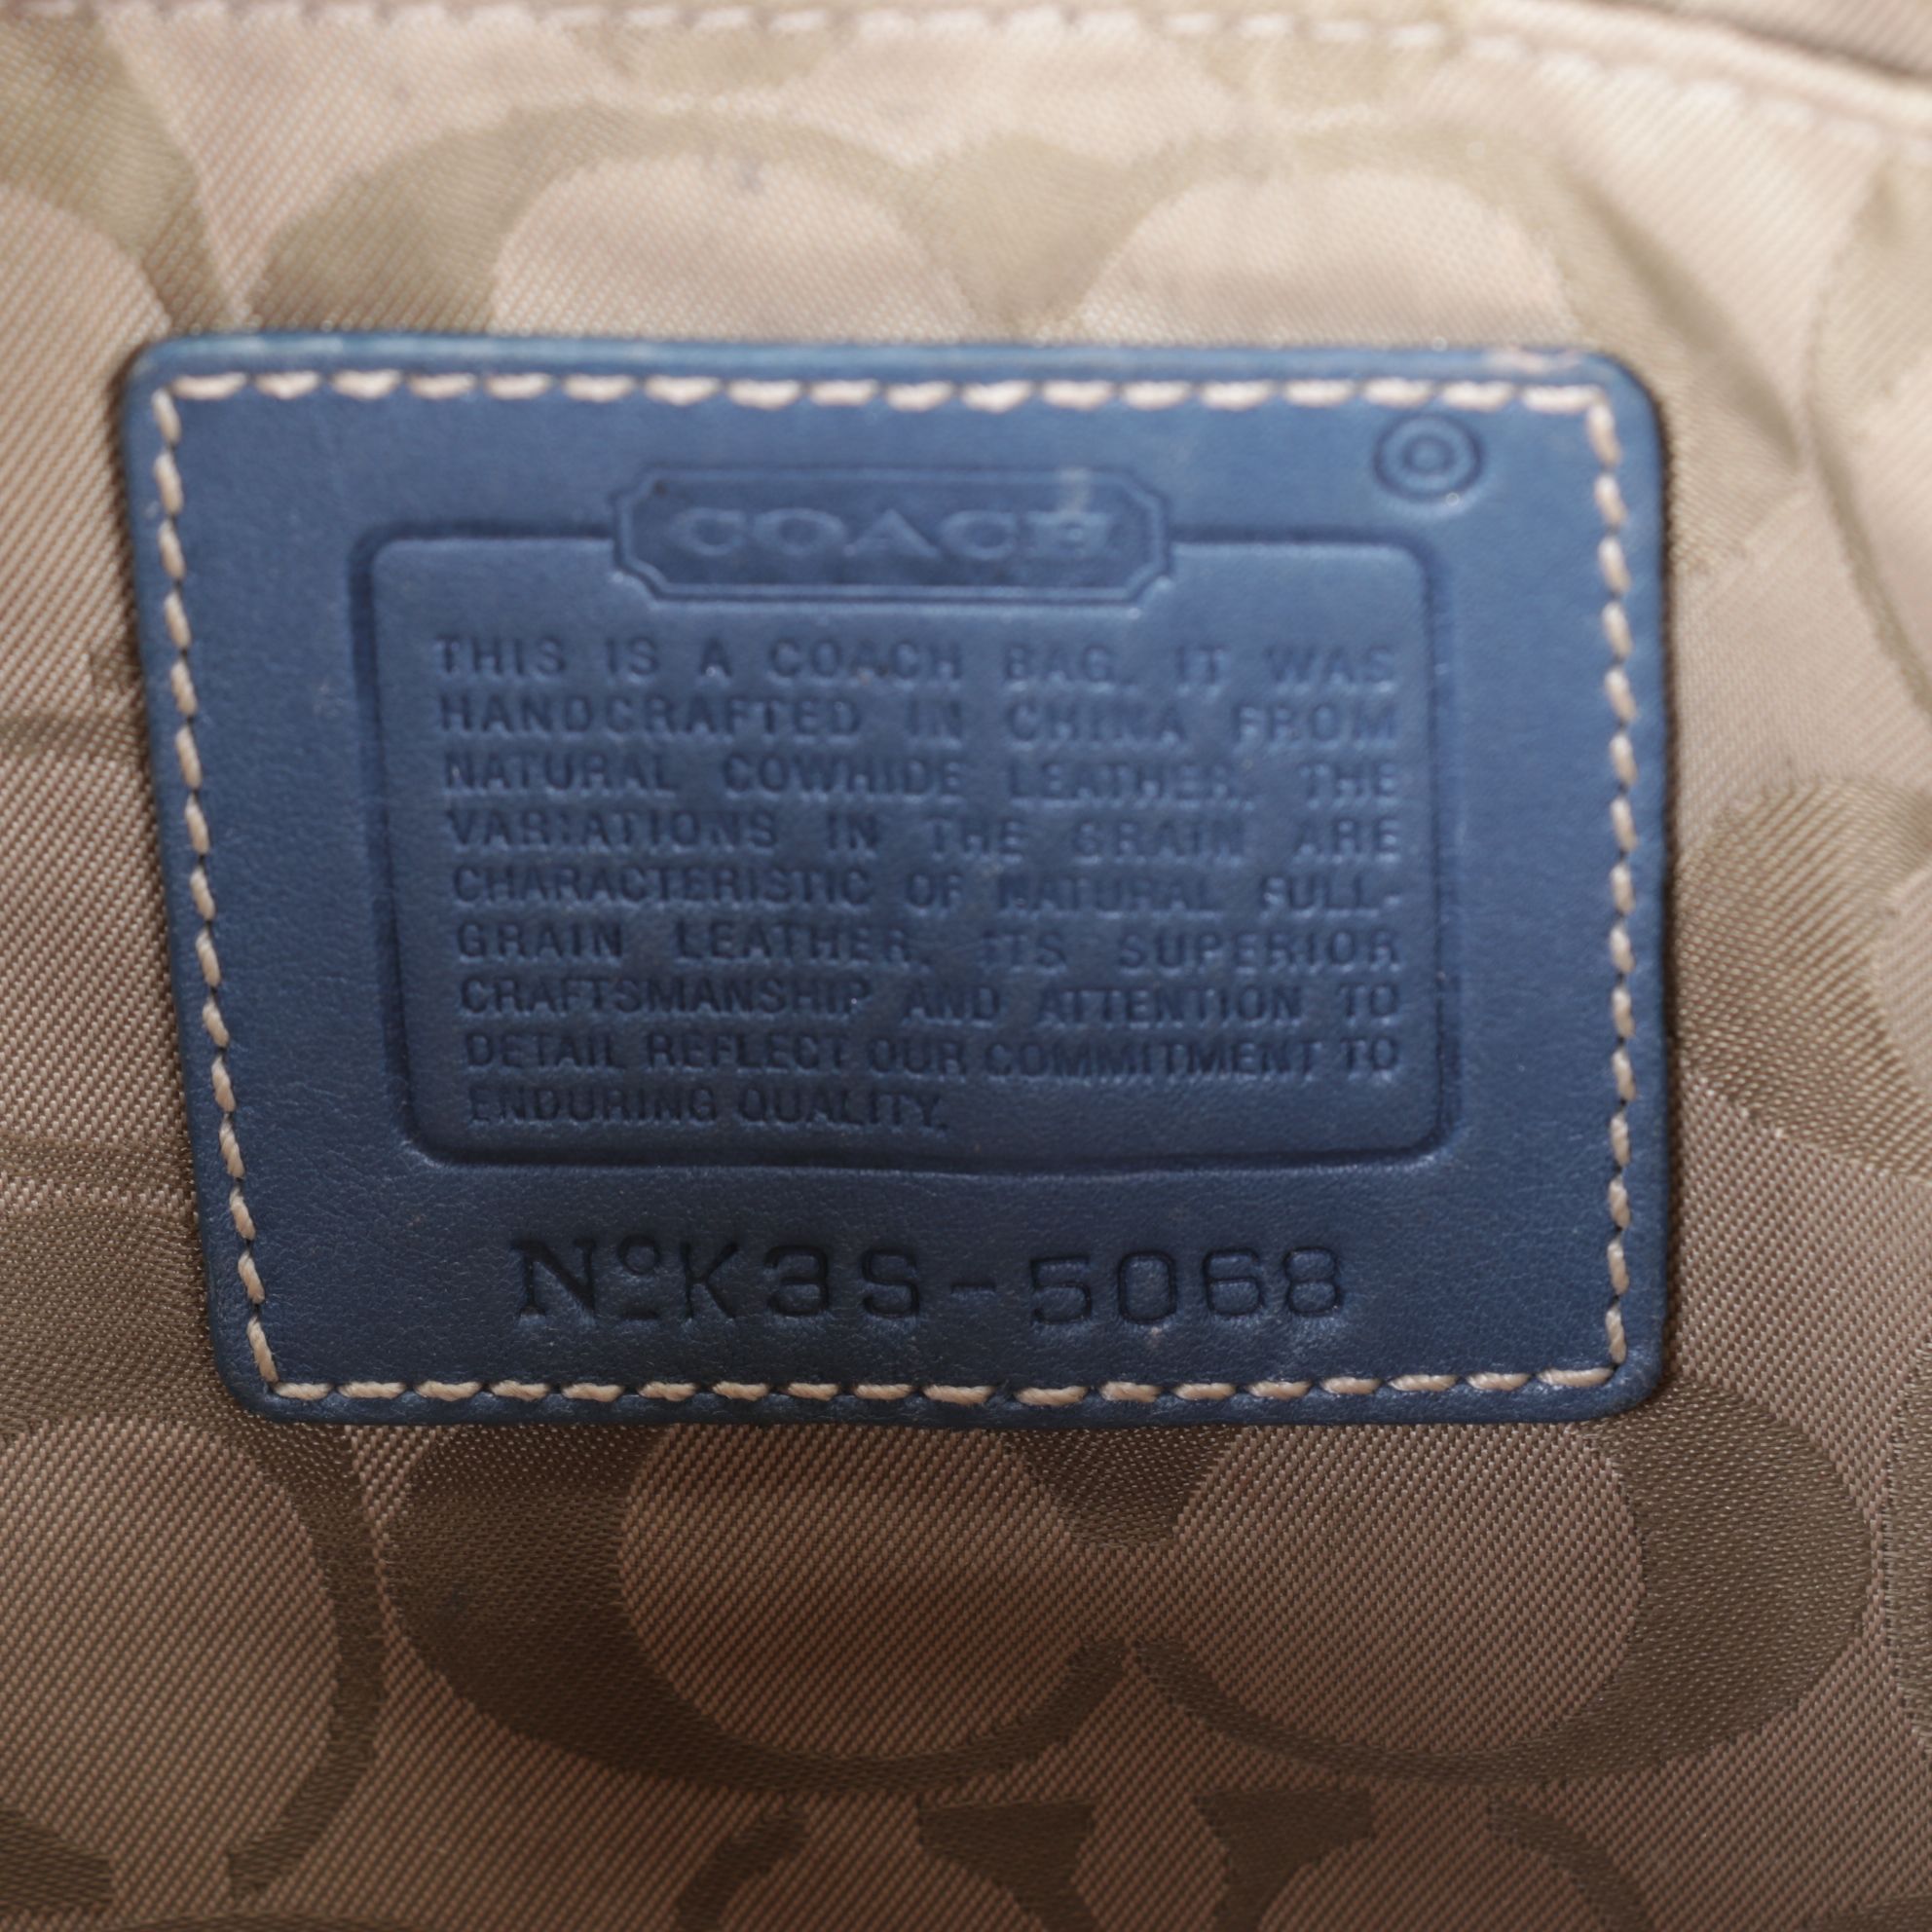 COACH
THIS IS A COACH BAG. IT WAS
HANDCRAFTED IN CHINA FROM
NATURAL COWHIDE LEATHER. THE
VARIATIONS IN THE GRAIN ARE
CHARACTERISTIC OF NATURAL FULL-
GRAIN LEATHER. ITS SUPERIOR
CRAFTSMANSHIP AND ATTENTION TO
DETAIL REFLECT OUR COMMITMENT TO
ENDURING QUALITY.
Nº K3S-5068